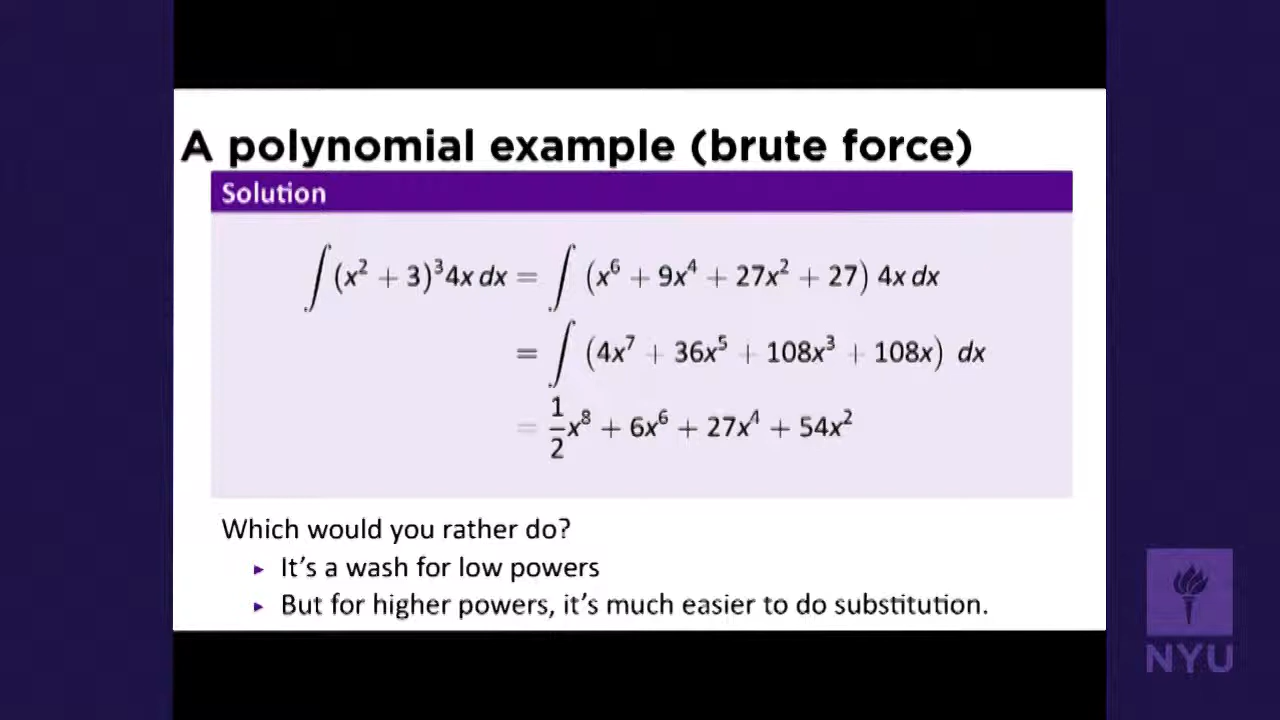 A polynomial example (brute force)
Solution
∫(x² + 3)³4x dx = ∫ (x⁶ + 9x⁴ + 27x² + 27) 4x dx
= ∫ (4x⁷ + 36x⁵ + 108x³ + 108x) dx
= 1/2 x⁸ + 6x⁶ + 27x⁴ + 54x²
Which would you rather do?
▸ It's a wash for low powers
▸ But for higher powers, it's much easier to do substitution.
NYU